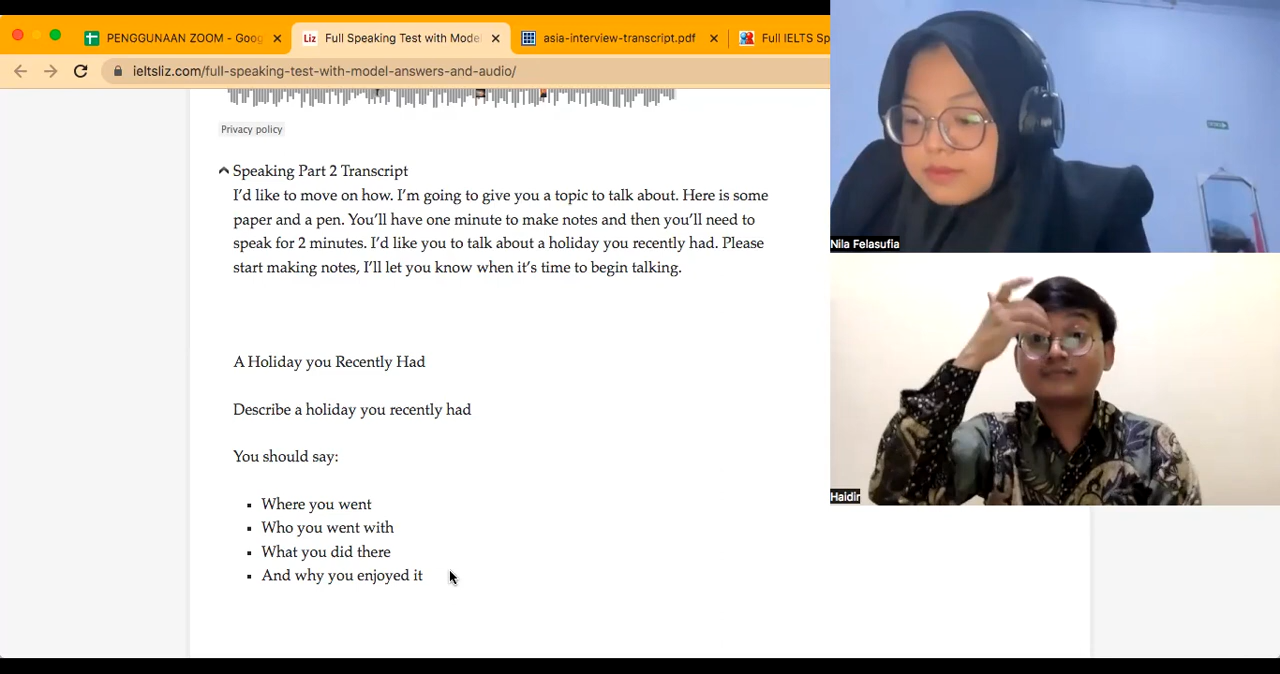 PENGGUNAAN ZOOM - Goog
Liz Full Speaking Test with Model
asia-interview-transcript.pdf
Full IELTS Sp
ieltsliz.com/full-speaking-test-with-model-answers-and-audio/
Privacy policy
Speaking Part 2 Transcript
I'd like to move on how. I'm going to give you a topic to talk about. Here is some
paper and a pen. You'll have one minute to make notes and then you'll need to
speak for 2 minutes. I'd like you to talk about a holiday you recently had. Please
start making notes, I'll let you know when it's time to begin talking.
A Holiday you Recently Had
Describe a holiday you recently had
You should say:
▪ Where you went
▪ Who you went with
▪ What you did there
▪ And why you enjoyed it
Nila Felasufia
Haidir